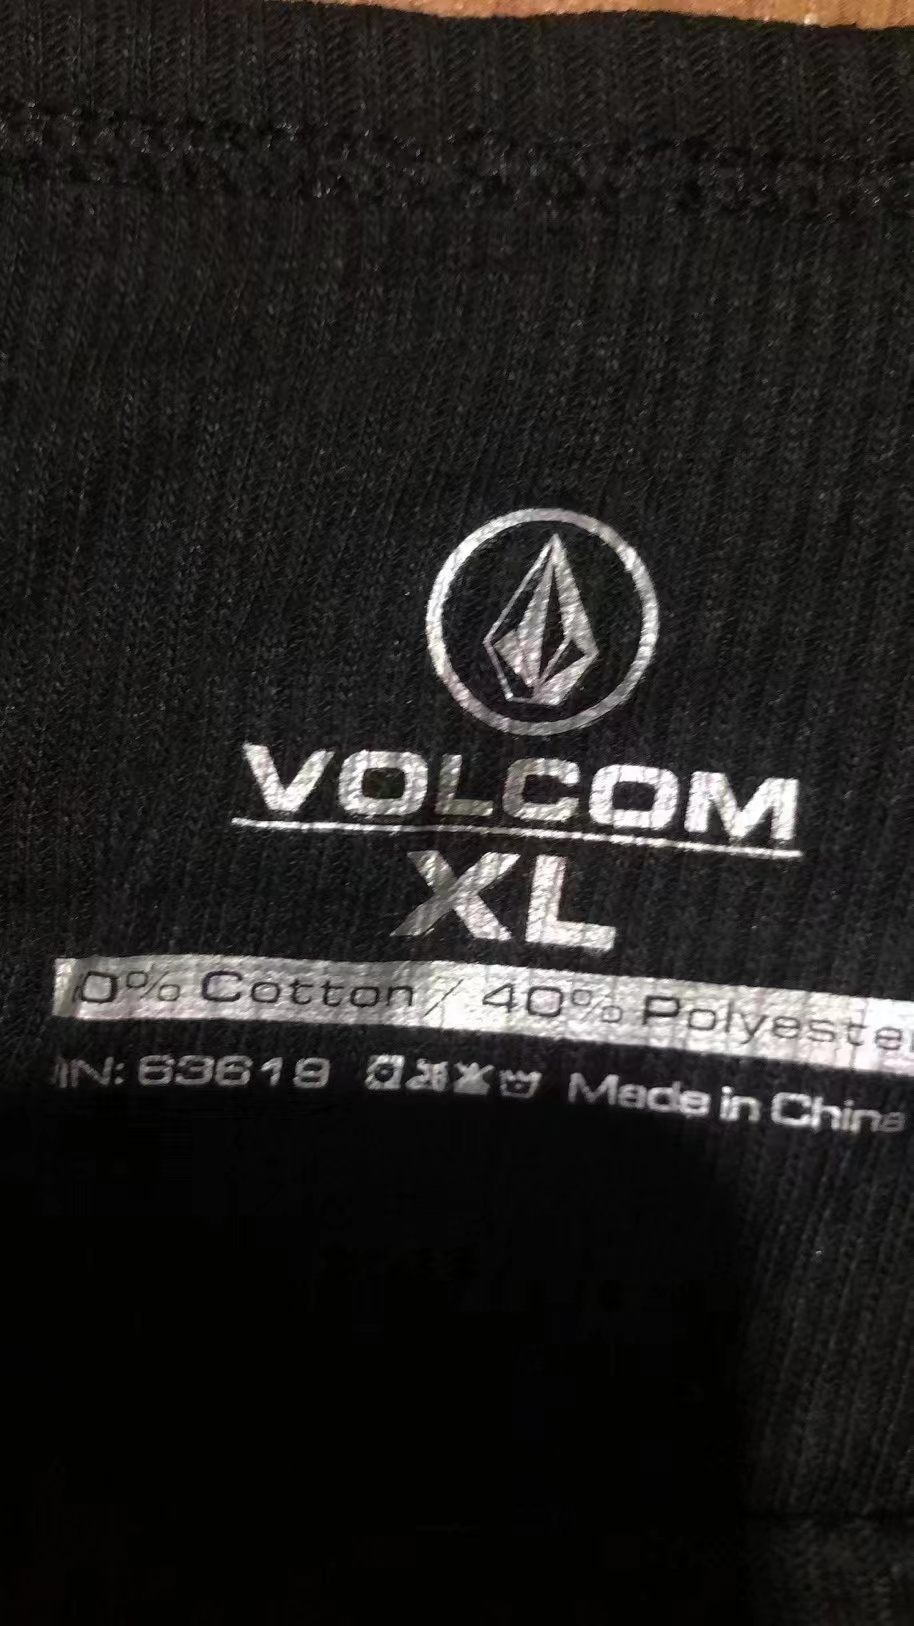 VOLCOM
XL
0% Cotton / 40% Polyester
N: 63619 Made in China